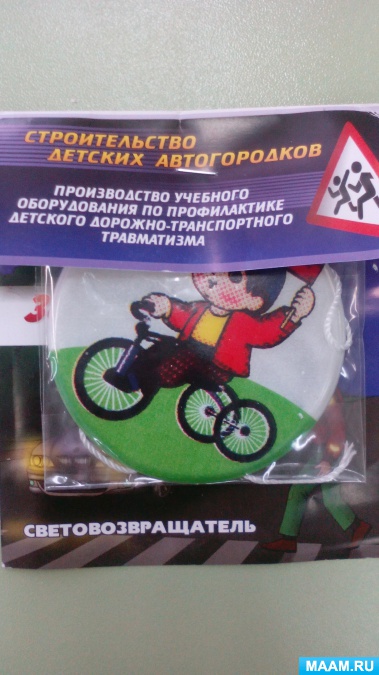 СТРОИТЕЛЬСТВО
ДЕТСКИХ АВТОГОРОДКОВ
ПРОИЗВОДСТВО УЧЕБНОГО
ОБОРУДОВАНИЯ ПО ПРОФИЛАКТИКЕ
ДЕТСКОГО ДОРОЖНО-ТРАНСПОРТНОГО
ТРАВМАТИЗМА
СВЕТОВОЗВРАЩАТЕЛЬ
MAAM.RU